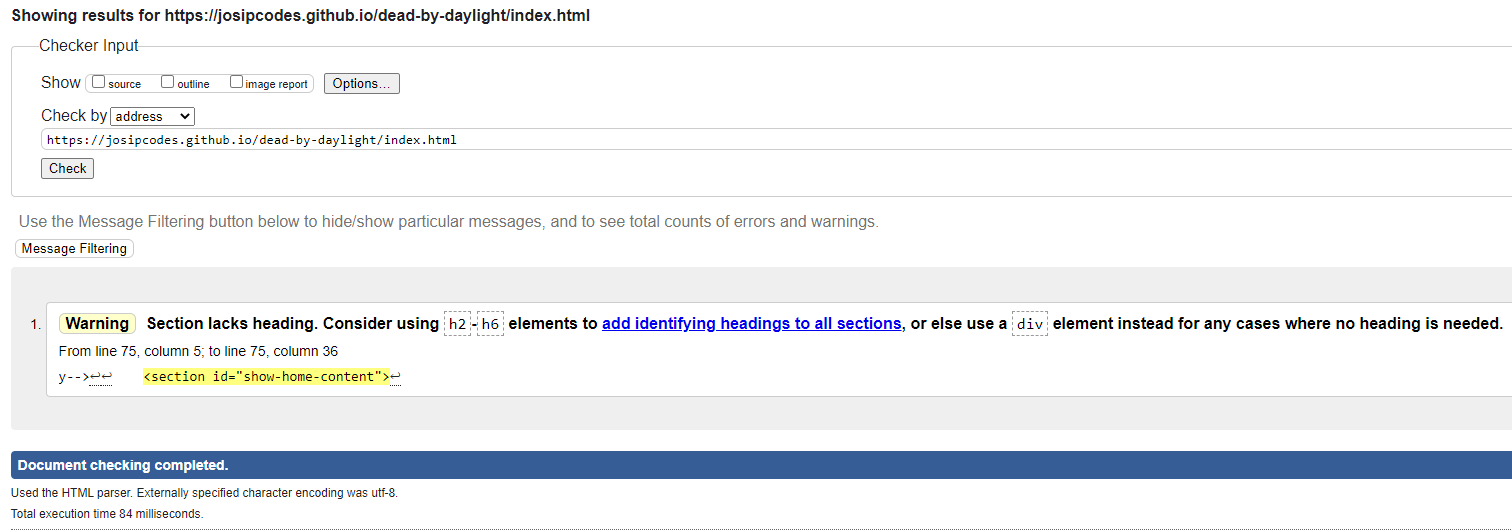 Showing results for https://josipcodes.github.io/dead-by-daylight/index.html
Checker Input
Show source outline image report Options...
Check by address
https://josipcodes.github.io/dead-by-daylight/index.html
Check
Use the Message Filtering button below to hide/show particular messages, and to see total counts of errors and warnings.
Message Filtering
1. Warning Section lacks heading. Consider using h2-h6 elements to add identifying headings to all sections, or else use a div element instead for any cases where no heading is needed.
From line 75, column 5; to line 75, column 36
y-->↩↩ <section id="show-home-content">↩
Document checking completed.
Used the HTML parser. Externally specified character encoding was utf-8.
Total execution time 84 milliseconds.